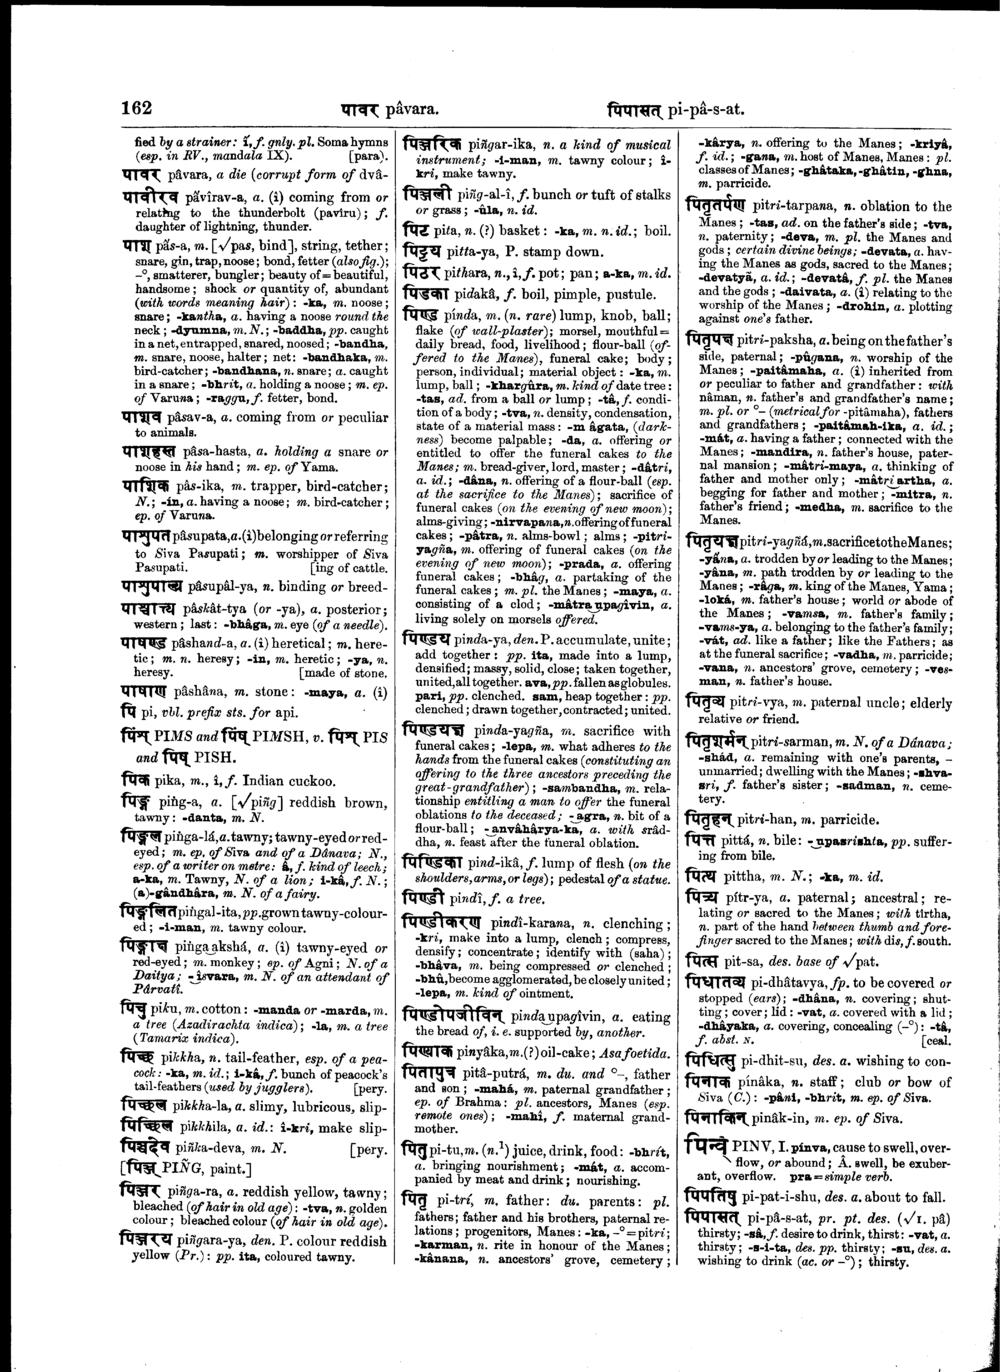 162
पावर pâvara.
पिपासत् pi-pâ-s-at.
fied by a strainer: ī́, f. gnly. pl. Soma hymns
(esp. in RV., mandala IX). [para).
पावर pâvara, a die (corrupt form of dvâ-
पावीरव pấvîrav-a, a. (î) coming from or
relating to the thunderbolt (pavîru); f.
daughter of lightning, thunder.
पाश pấs-a, m. [√pas, bind], string, tether;
snare, gin, trap, noose; bond, fetter (also fig.);
-°, smatterer, bungler; beauty of = beautiful,
handsome; shock or quantity of, abundant
(with words meaning hair): -ka, m. noose;
snare; -kantha, a. having a noose round the
neck; -dyumna, m. N.; -baddha, pp. caught
in a net, entrapped, snared, noosed; -bandha,
m. snare, noose, halter; net: -bandhaka, m.
bird-catcher; -bandhana, n. snare; a. caught
in a snare; -bhrit, a. holding a noose; m. ep.
of Varuna; -raggu, f. fetter, bond.
पाशव pâsav-a, a. coming from or peculiar
to animals.
पाशहस्त pâsa-hasta, a. holding a snare or
noose in his hand; m. ep. of Yama.
पाशिक pâs-ika, m. trapper, bird-catcher;
N.; -in, a. having a noose; m. bird-catcher;
ep. of Varuna.
पाशुपत pâsupata, a. (î) belonging or referring
to Siva Pasupati; m. worshipper of Siva
Pasupati. [ing of cattle.
पाशुपाल्य pâsupâl-ya, n. binding or breed-
पाश्चात्त्य pâskât-tya (or -ya), a. posterior;
western; last: -bhâga, m. eye (of a needle).
पाषण्ड pâshand-a, a. (î) heretical; m. here-
tic; m. n. heresy; -in, m. heretic; -ya, n.
heresy. [made of stone.
पाषाण pâshâna, m. stone: -maya, a. (î)
पि pi, vbl. prefix sts. for api.
पिंश् PIMS and पिंष् PIMSH, v. पिश् PIS
and पिष् PISH.
पिक pika, m., î, f. Indian cuckoo.
पिङ्ग piṅg-a, a. [√piñg] reddish brown,
tawny: -danta, m. N.
पिङ्गल piṅga-lá, a. tawny; tawny-eyed or red-
eyed; m. ep. of Siva and of a Dânava; N.,
esp. of a writer on metre: â, f. kind of leech;
a-ka, m. Tawny, N. of a lion; i-kâ, f. N.;
(a)-gândhâra, m. N. of a fairy.
पिङ्गलित piṅgal-ita, pp. grown tawny-colour-
ed; -i-man, m. tawny colour.
पिङ्गाच piṅga‿akshá, a. (î) tawny-eyed or
red-eyed; m. monkey; ep. of Agni; N. of a
Daitya; -‿îsvara, m. N. of an attendant of
Pârvatî.
पिचु piku, m. cotton: -manda or -marda, m.
a tree (Azadirachta indica); -la, m. a tree
(Tamarix indica).
पिच्छ pikkha, n. tail-feather, esp. of a pea-
cock: -ka, m. id.; i-kâ, f. bunch of peacock's
tail-feathers (used by jugglers). [pery.
पिच्छल pikkha-la, a. slimy, lubricous, slip-
पिच्छिल pikkhila, a. id.: î-kri, make slip-
पिञ्चदेव piñka-deva, m. N. [pery.
[पिञ्ज् PIÑG, paint.]
पिञ्जर piñga-ra, a. reddish yellow, tawny;
bleached (of hair in old age): -tva, n. golden
colour; bleached colour (of hair in old age).
पिञ्जरय piñgara-ya, den. P. colour reddish
yellow (Pr.): pp. ita, coloured tawny.
पिञ्जरिक piñgar-ika, n. a kind of musical
instrument; -i-man, m. tawny colour; î-
kri, make tawny.
पिञ्जली piñg-al-î, f. bunch or tuft of stalks
or grass; -ûla, n. id.
पिट pita, n. (?) basket: -ka, m. n. id.; boil.
पिट्टय pitta-ya, P. stamp down.
पिठर pithara, n., î, f. pot; pan; a-ka, m. id.
पिडका pidakâ, f. boil, pimple, pustule.
पिण्ड pínda, m. (n. rare) lump, knob, ball;
flake (of wall-plaster); morsel, mouthful =
daily bread, food, livelihood; flour-ball (of-
fered to the Manes), funeral cake; body;
person, individual; material object: -ka, m.
lump, ball; -khargûra, m. kind of date tree:
-tas, ad. from a ball or lump; -tâ, f. condi-
tion of a body; -tva, n. density, condensation,
state of a material mass: -m âgata, (dark-
ness) become palpable; -da, a. offering or
entitled to offer the funeral cakes to the
Manes; m. bread-giver, lord, master; -dâtri,
a. id.; -dâna, n. offering of a flour-ball (esp.
at the sacrifice to the Manes); sacrifice of
funeral cakes (on the evening of new moon);
alms-giving; -nirvapana, n. offering of funeral
cakes; -pâtra, n. alms-bowl; alms; -pitri-
yagña, m. offering of funeral cakes (on the
evening of new moon); -prada, a. offering
funeral cakes; -bhâg, a. partaking of the
funeral cakes; m. pl. the Manes; -maya, a.
consisting of a clod; -mâtra‿upagîvin, a.
living solely on morsels offered.
पिण्डय pinda-ya, den. P. accumulate, unite;
add together: pp. ita, made into a lump,
densified; massy, solid, close; taken together,
united, all together. ava, pp. fallen as globules.
pari, pp. clenched. sam, heap together: pp.
clenched; drawn together, contracted; united.
पिण्डयज्ञ pinda-yagña, m. sacrifice with
funeral cakes; -lepa, m. what adheres to the
hands from the funeral cakes (constituting an
offering to the three ancestors preceding the
great-grandfather); -sambandha, m. rela-
tionship entitling a man to offer the funeral
oblations to the deceased; -‿agra, n. bit of a
flour-ball; -‿anvâhârya-ka, a. with srâd-
dha, n. feast after the funeral oblation.
पिण्डिका pind-ikâ, f. lump of flesh (on the
shoulders, arms, or legs); pedestal of a statue.
पिण्डी pindî, f. a tree.
पिण्डीकरण pindî-karana, n. clenching;
-kri, make into a lump, clench; compress,
densify; concentrate; identify with (saha);
-bhâva, m. being compressed or clenched;
-bhû, become agglomerated, be closely united;
-lepa, m. kind of ointment.
पिण्डोपजीविन् pinda‿upagîvin, a. eating
the bread of, i. e. supported by, another.
पिण्याक pinyâka, m. (?) oil-cake; Asafoetida.
पितापुत्र pitâ-putrá, m. du. and °-, father
and son; -mahá, m. paternal grandfather;
ep. of Brahma: pl. ancestors, Manes (esp.
remote ones); -mahî, f. maternal grand-
mother.
पितु pi-tu, m. (n.¹) juice, drink, food: -bhrít,
a. bringing nourishment; -mát, a. accom-
panied by meat and drink; nourishing.
पितृ pi-trí, m. father: du. parents: pl.
fathers; father and his brothers, paternal re-
lations; progenitors, Manes: -ka, -°= pitri;
-karman, n. rite in honour of the Manes;
-kânana, n. ancestors' grove, cemetery;
-kârya, n. offering to the Manes; -kriyâ,
f. id.; -gana, m. host of Manes, Manes: pl.
classes of Manes; -ghâtaka, -ghâtin, -ghna,
m. parricide.
पितृतर्पण pitri-tarpana, n. oblation to the
Manes; -tas, ad. on the father's side; -tva,
n. paternity; -deva, m. pl. the Manes and
gods; certain divine beings; -devata, a. hav-
ing the Manes as gods, sacred to the Manes;
-devatyä, a. id.; -devatâ, f. pl. the Manes
and the gods; -daivata, a. (î) relating to the
worship of the Manes; -drohin, a. plotting
against one's father.
पितृपक्ष pitri-paksha, a. being on the father's
side, paternal; -pûgana, n. worship of the
Manes; -paitâmaha, a. (î) inherited from
or peculiar to father and grandfather: with
nâman, n. father's and grandfather's name;
m. pl. or °- (metrical for -pitâmaha), fathers
and grandfathers; -paitâmah-ika, a. id.;
-mát, a. having a father; connected with the
Manes; -mandira, n. father's house, pater-
nal mansion; -mâtri-maya, a. thinking of
father and mother only; -mâtri‿artha, a.
begging for father and mother; -mitra, n.
father's friend; -medha, m. sacrifice to the
Manes.
पितृयज्ञ pitri-yagñá, m. sacrifice to the Manes;
-yấna, a. trodden by or leading to the Manes;
-yâna, m. path trodden by or leading to the
Manes; -râga, m. king of the Manes, Yama;
-loká, m. father's house; world or abode of
the Manes; -vamsa, m. father's family;
-vams-ya, a. belonging to the father's family;
-vát, ad. like a father; like the Fathers; as
at the funeral sacrifice; -vadha, m. parricide;
-vana, n. ancestors' grove, cemetery; -ves-
man, n. father's house.
पितृव्य pitri-vya, m. paternal uncle; elderly
relative or friend.
पितृशर्मन् pitri-sarman, m. N. of a Dánava;
-shád, a. remaining with one's parents, -
unmarried; dwelling with the Manes; -shva-
sri, f. father's sister; -sadman, n. ceme-
tery.
पितृहन् pitri-han, m. parricide.
पित्त pittá, n. bile: -‿upasrishta, pp. suffer-
ing from bile.
पित्थ pittha, m. N.; -ka, m. id.
पित्र्य pítr-ya, a. paternal; ancestral; re-
lating or sacred to the Manes; with tîrtha,
n. part of the hand between thumb and fore-
finger sacred to the Manes; with dis, f. south.
पित्स pit-sa, des. base of √pat.
पिधातव्य pi-dhâtavya, fp. to be covered or
stopped (ears); -dhâna, n. covering; shut-
ting; cover; lid: -vat, a. covered with a lid;
-dhâyaka, a. covering, concealing (-°): -tâ,
f. abst. N. [ceal.
पिधित्सु pi-dhit-su, des. a. wishing to con-
पिनाक pínâka, n. staff; club or bow of
Siva (C.): -pâni, -bhrit, m. ep. of Siva.
पिनाकिन् pinâk-in, m. ep. of Siva.
पिन्व् PINV, I. pínva, cause to swell, over-
flow, or abound; Â. swell, be exuber-
ant, overflow. pra = simple verb.
पिपतिषु pi-pat-i-shu, des. a. about to fall.
पिपासत् pi-pâ-s-at, pr. pt. des. (√1. pâ)
thirsty; -sâ, f. desire to drink, thirst: -vat, a.
thirsty; -s-i-ta, des. pp. thirsty; -su, des. a.
wishing to drink (ac. or -°); thirsty.